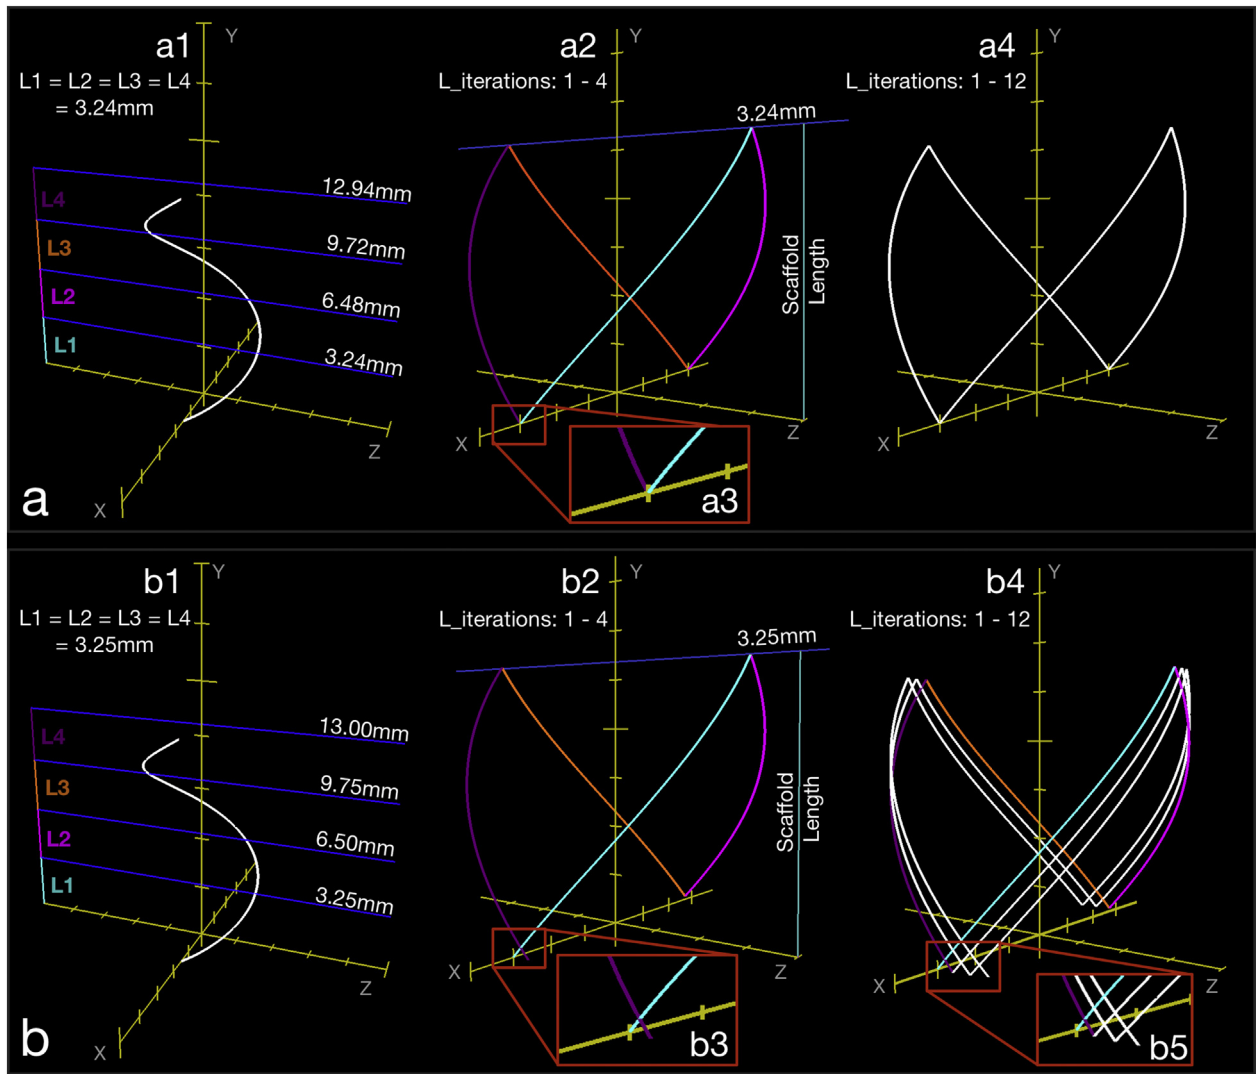 a1
Y
L1 = L2 = L3 = L4
= 3.24mm
12.94mm
L4
9.72mm
L3
6.48mm
L2
3.24mm
L1
Z
X
a
a2
Y
L_iterations: 1 - 4
3.24mm
Scaffold
Length
X
Z
a3
a4
Y
L_iterations: 1 - 12
X
Z
b1
Y
L1 = L2 = L3 = L4
= 3.25mm
13.00mm
L4
9.75mm
L3
6.50mm
L2
3.25mm
L1
Z
X
b
b2
Y
L_iterations: 1 - 4
3.25mm
Scaffold
Length
X
Z
b3
b4
Y
L_iterations: 1 - 12
X
Z
b5